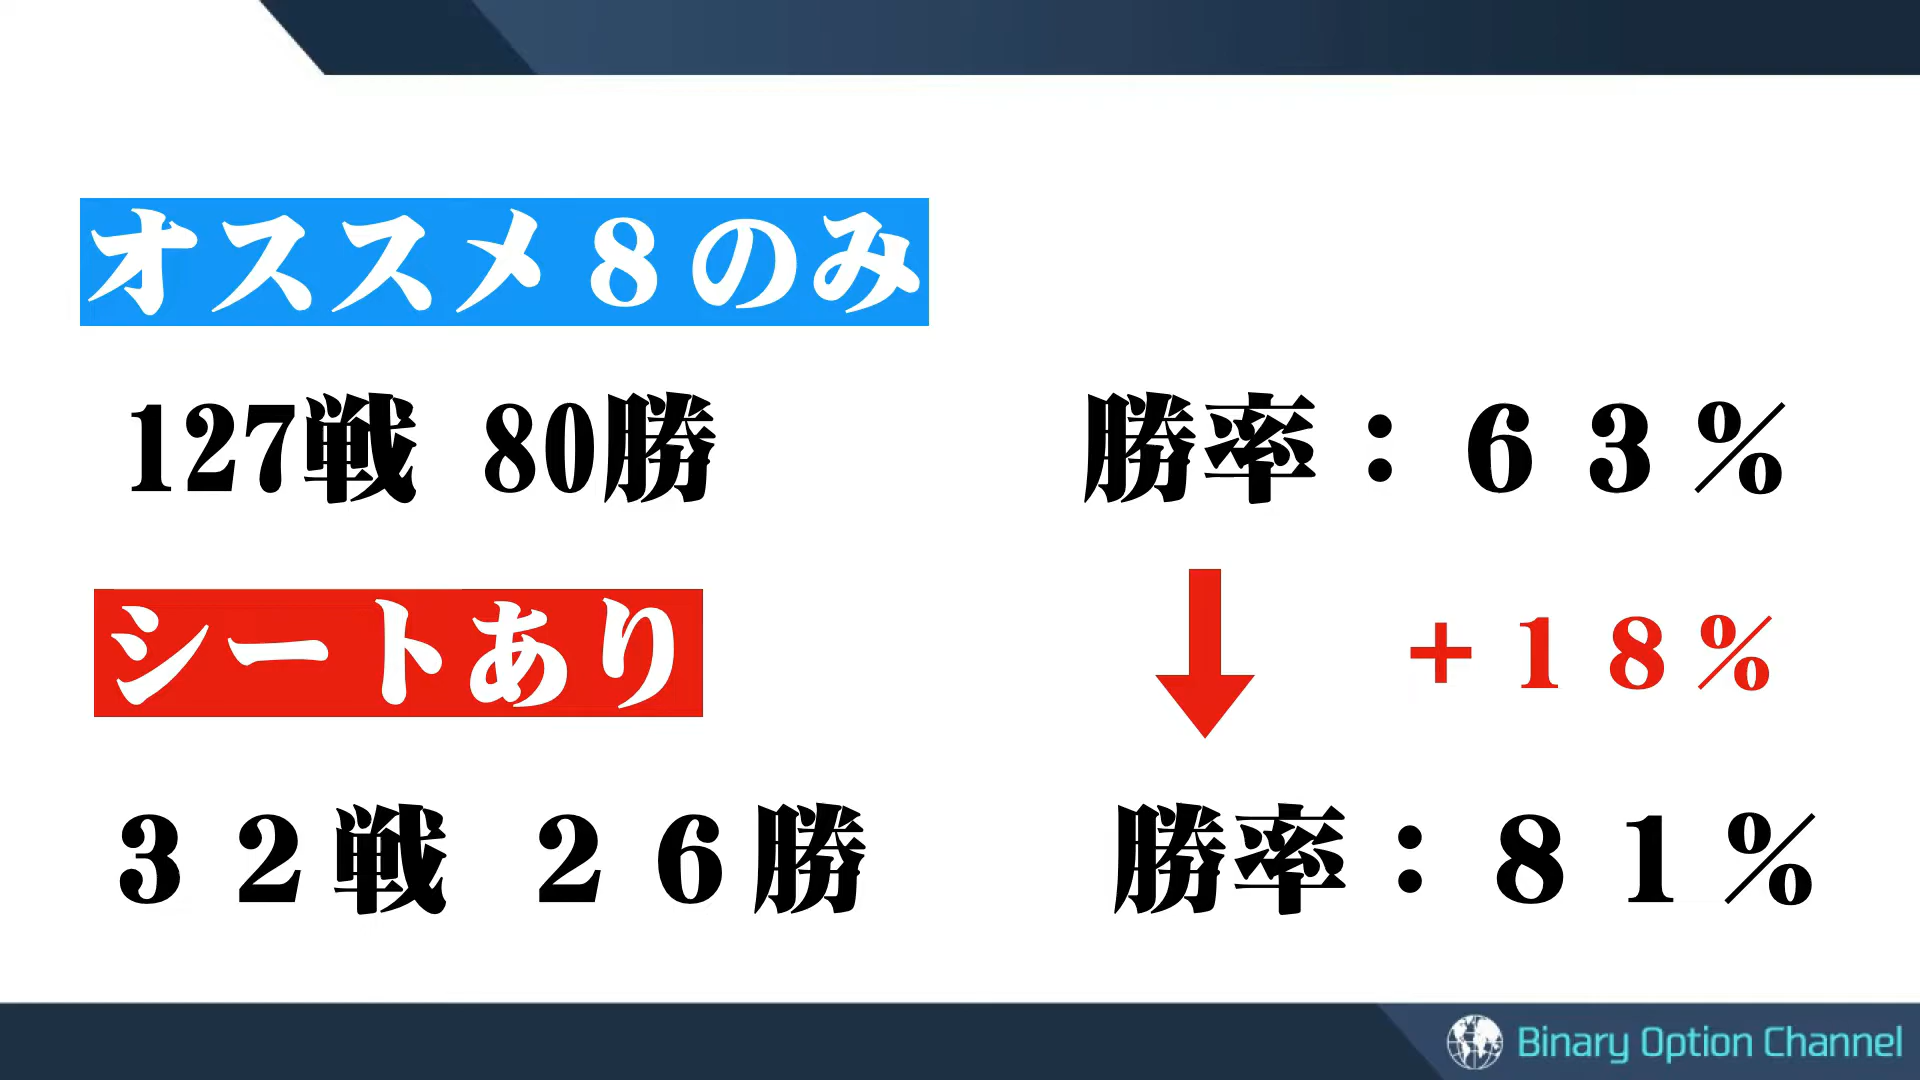 オススメ８のみ
127戦 80勝 勝率：６３％
シートあり
＋１８％
３２戦 ２６勝 勝率：８１％
Binary Option Channel